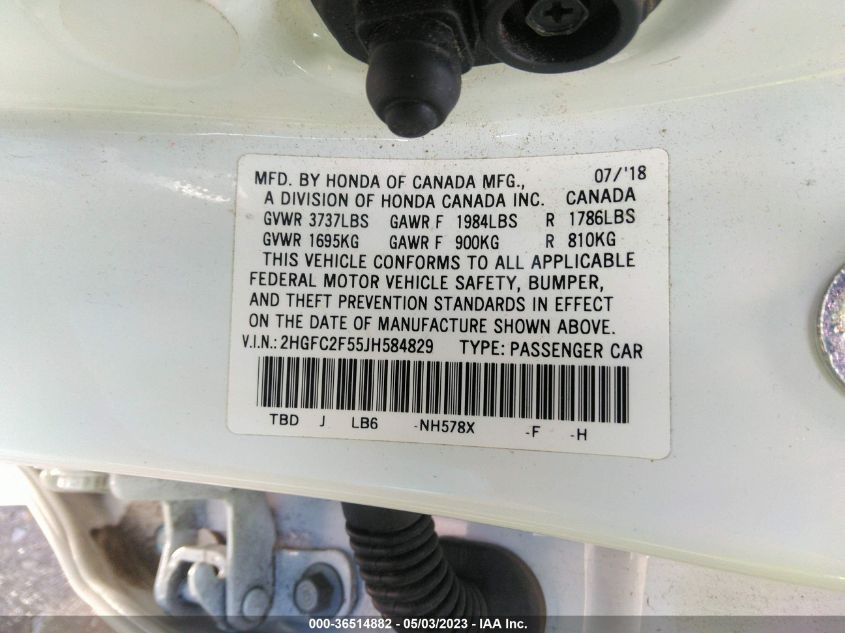 MFD. BY HONDA OF CANADA MFG., 07/'18
A DIVISION OF HONDA CANADA INC. CANADA
GVWR 3737LBS GAWR F 1984LBS R 1786LBS
GVWR 1695KG GAWR F 900KG R 810KG
THIS VEHICLE CONFORMS TO ALL APPLICABLE
FEDERAL MOTOR VEHICLE SAFETY, BUMPER,
AND THEFT PREVENTION STANDARDS IN EFFECT
ON THE DATE OF MANUFACTURE SHOWN ABOVE.
V.I.N.: 2HGFC2F55JH584829 TYPE: PASSENGER CAR
TBD J LB6 -NH578X -F -H
000-36514882 - 05/03/2023 - IAA Inc.